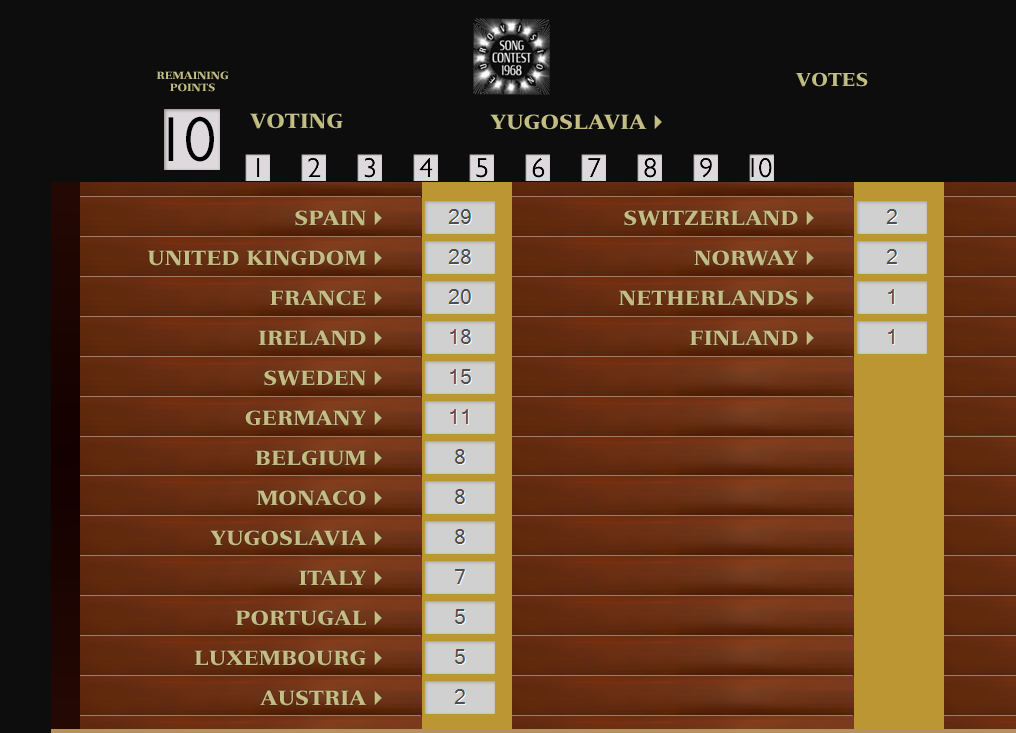 EUROVISION
SONG
CONTEST
1968
REMAINING
POINTS
VOTES
10
VOTING
YUGOSLAVIA
1 2 3 4 5 6 7 8 9 10
SPAIN 29
UNITED KINGDOM 28
FRANCE 20
IRELAND 18
SWEDEN 15
GERMANY 11
BELGIUM 8
MONACO 8
YUGOSLAVIA 8
ITALY 7
PORTUGAL 5
LUXEMBOURG 5
AUSTRIA 2
SWITZERLAND 2
NORWAY 2
NETHERLANDS 1
FINLAND 1